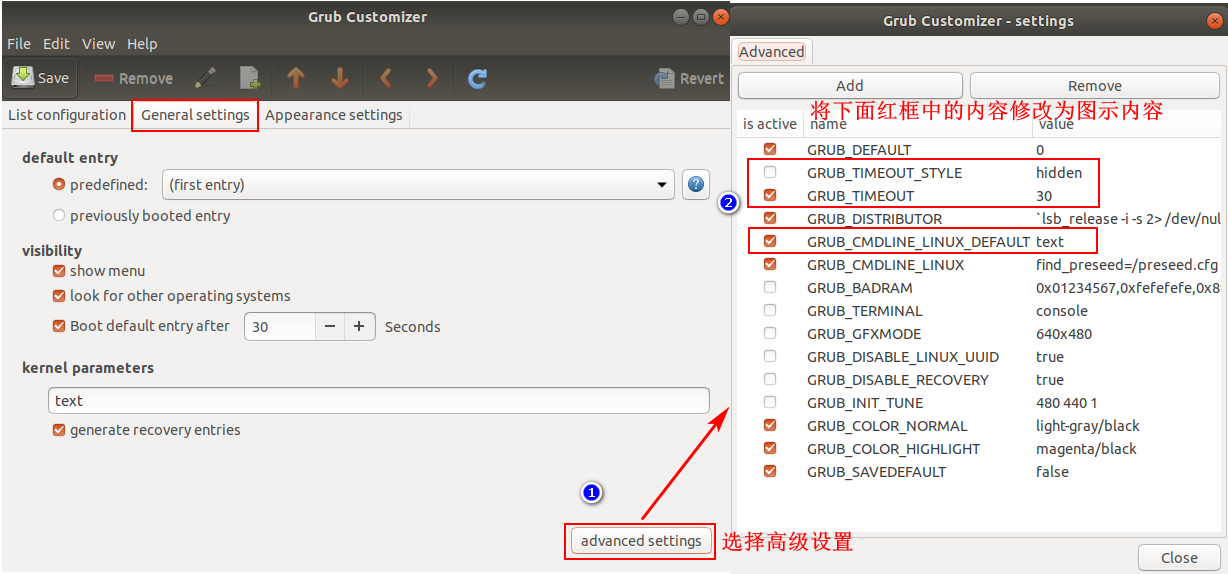 Grub Customizer
File Edit View Help
Save Remove Revert
List configuration General settings Appearance settings
default entry
predefined: (first entry)
previously booted entry
visibility
show menu
look for other operating systems
Boot default entry after 30 Seconds
kernel parameters
text
generate recovery entries
1
advanced settings
选择高级设置
Grub Customizer - settings
Advanced
Add Remove
将下面红框中的内容修改为图示内容
is active name value
GRUB_DEFAULT 0
GRUB_TIMEOUT_STYLE hidden
2
GRUB_TIMEOUT 30
GRUB_DISTRIBUTOR `lsb_release -i -s 2> /dev/nul
GRUB_CMDLINE_LINUX_DEFAULT text
GRUB_CMDLINE_LINUX find_preseed=/preseed.cfg
GRUB_BADRAM 0x01234567,0xfefefefe,0x8
GRUB_TERMINAL console
GRUB_GFXMODE 640x480
GRUB_DISABLE_LINUX_UUID true
GRUB_DISABLE_RECOVERY true
GRUB_INIT_TUNE 480 440 1
GRUB_COLOR_NORMAL light-gray/black
GRUB_COLOR_HIGHLIGHT magenta/black
GRUB_SAVEDEFAULT false
Close